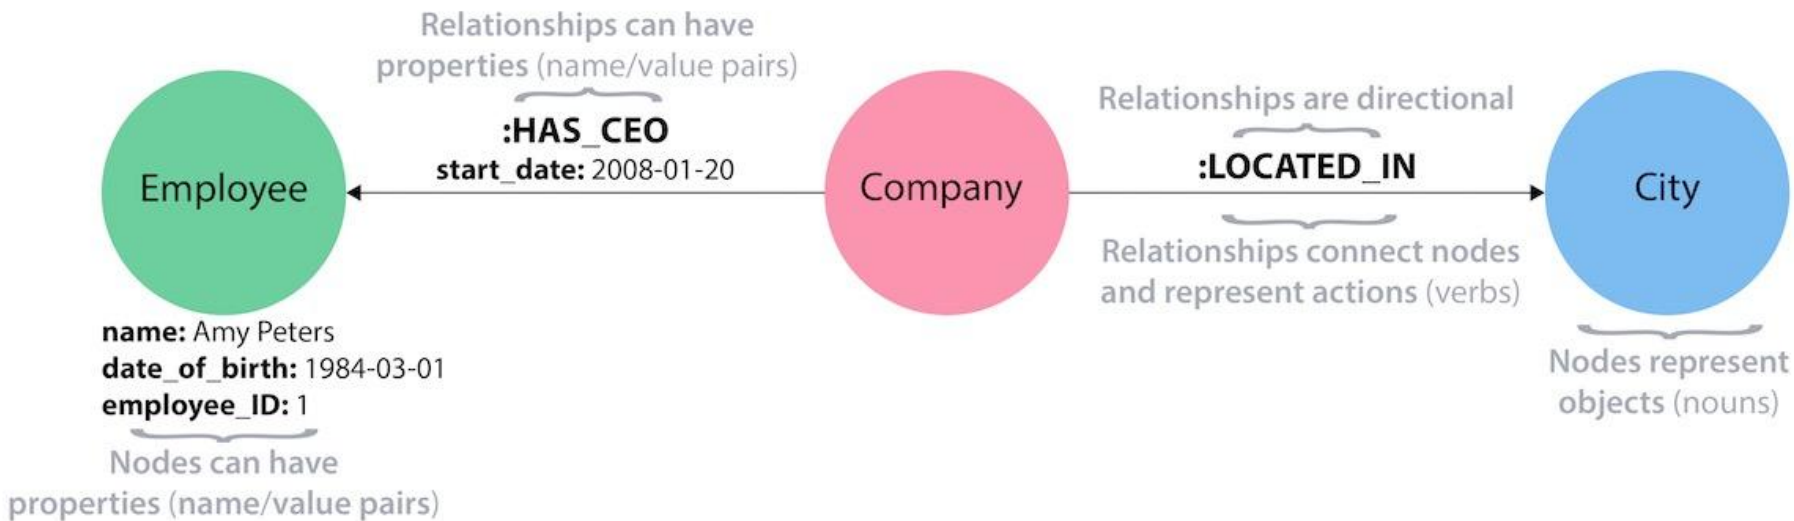 Relationships can have
properties (name/value pairs)
:HAS_CEO
start_date: 2008-01-20
Relationships are directional
:LOCATED_IN
Employee
Company
City
Relationships connect nodes
and represent actions (verbs)
name: Amy Peters
date_of_birth: 1984-03-01
employee_ID: 1
Nodes can have
properties (name/value pairs)
Nodes represent
objects (nouns)